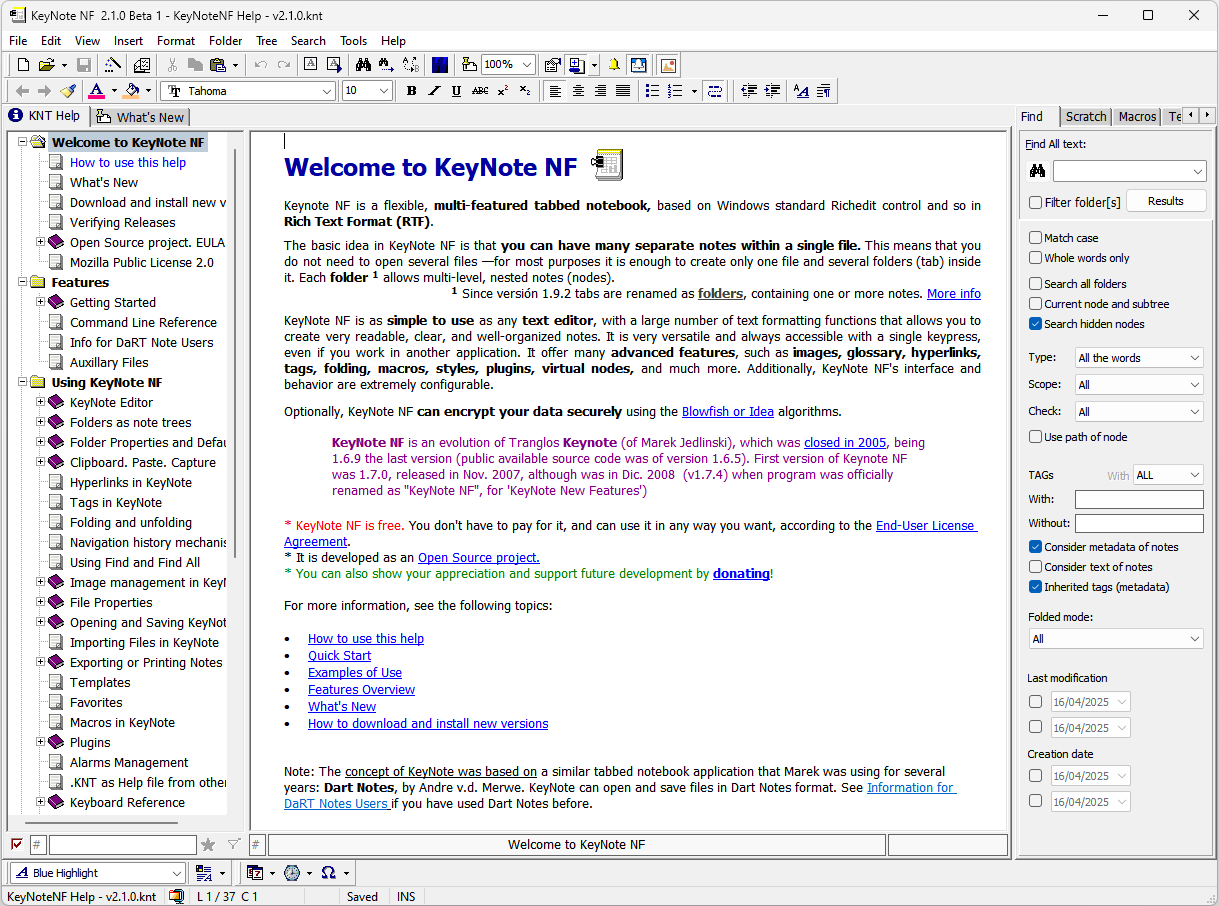 KeyNote NF 2.1.0 Beta 1 - KeyNoteNF Help - v2.1.0.knt
File Edit View Insert Format Folder Tree Search Tools Help
100%
Tahoma 10 B I U ABC x² x₂
KNT Help What's New
Welcome to KeyNote NF
How to use this help
What's New
Download and install new v
Verifying Releases
Open Source project. EULA
Mozilla Public License 2.0
Features
Getting Started
Command Line Reference
Info for DaRT Note Users
Auxillary Files
Using KeyNote NF
KeyNote Editor
Folders as note trees
Folder Properties and Defau
Clipboard. Paste. Capture
Hyperlinks in KeyNote
Tags in KeyNote
Folding and unfolding
Navigation history mechanis
Using Find and Find All
Image management in KeyN
File Properties
Opening and Saving KeyNot
Importing Files in KeyNote
Exporting or Printing Notes
Templates
Favorites
Macros in KeyNote
Plugins
Alarms Management
.KNT as Help file from other
Keyboard Reference
Welcome to KeyNote NF
Keynote NF is a flexible, multi-featured tabbed notebook, based on Windows standard Richedit control and so in
Rich Text Format (RTF).
The basic idea in KeyNote NF is that you can have many separate notes within a single file. This means that you
do not need to open several files —for most purposes it is enough to create only one file and several folders (tab) inside
it. Each folder ¹ allows multi-level, nested notes (nodes).
¹ Since versión 1.9.2 tabs are renamed as folders, containing one or more notes. More info
KeyNote NF is as simple to use as any text editor, with a large number of text formatting functions that allows you to
create very readable, clear, and well-organized notes. It is very versatile and always accessible with a single keypress,
even if you work in another application. It offer many advanced features, such as images, glossary, hyperlinks,
tags, folding, macros, styles, plugins, virtual nodes, and much more. Additionally, KeyNote NF's interface and
behavior are extremely configurable.
Optionally, KeyNote NF can encrypt your data securely using the Blowfish or Idea algorithms.
KeyNote NF is an evolution of Tranglos Keynote (of Marek Jedlinski), which was closed in 2005, being
1.6.9 the last version (public available source code was of version 1.6.5). First version of Keynote NF
was 1.7.0, released in Nov. 2007, although was in Dic. 2008 (v1.7.4) when program was officially
renamed as "KeyNote NF", for 'KeyNote New Features')
* KeyNote NF is free. You don't have to pay for it, and can use it in any way you want, according to the End-User License
Agreement.
* It is developed as an Open Source project.
* You can also show your appreciation and support future development by donating!
For more information, see the following topics:
• How to use this help
• Quick Start
• Examples of Use
• Features Overview
• What's New
• How to download and install new versions
Note: The concept of KeyNote was based on a similar tabbed notebook application that Marek was using for several
years: Dart Notes, by Andre v.d. Merwe. KeyNote can open and save files in Dart Notes format. See Information for
DaRT Notes Users if you have used Dart Notes before.
Find Scratch Macros Te
Find All text:
Filter folder[s] Results
Match case
Whole words only
Search all folders
Current node and subtree
Search hidden nodes
Type: All the words
Scope: All
Check: All
Use path of node
TAGs With ALL
With:
Without:
Consider metadata of notes
Consider text of notes
Inherited tags (metadata)
Folded mode:
All
Last modification
16/04/2025
16/04/2025
Creation date
16/04/2025
16/04/2025
# # Welcome to KeyNote NF
Blue Highlight Ω
KeyNoteNF Help - v2.1.0.knt L 1 / 37 C 1 Saved INS